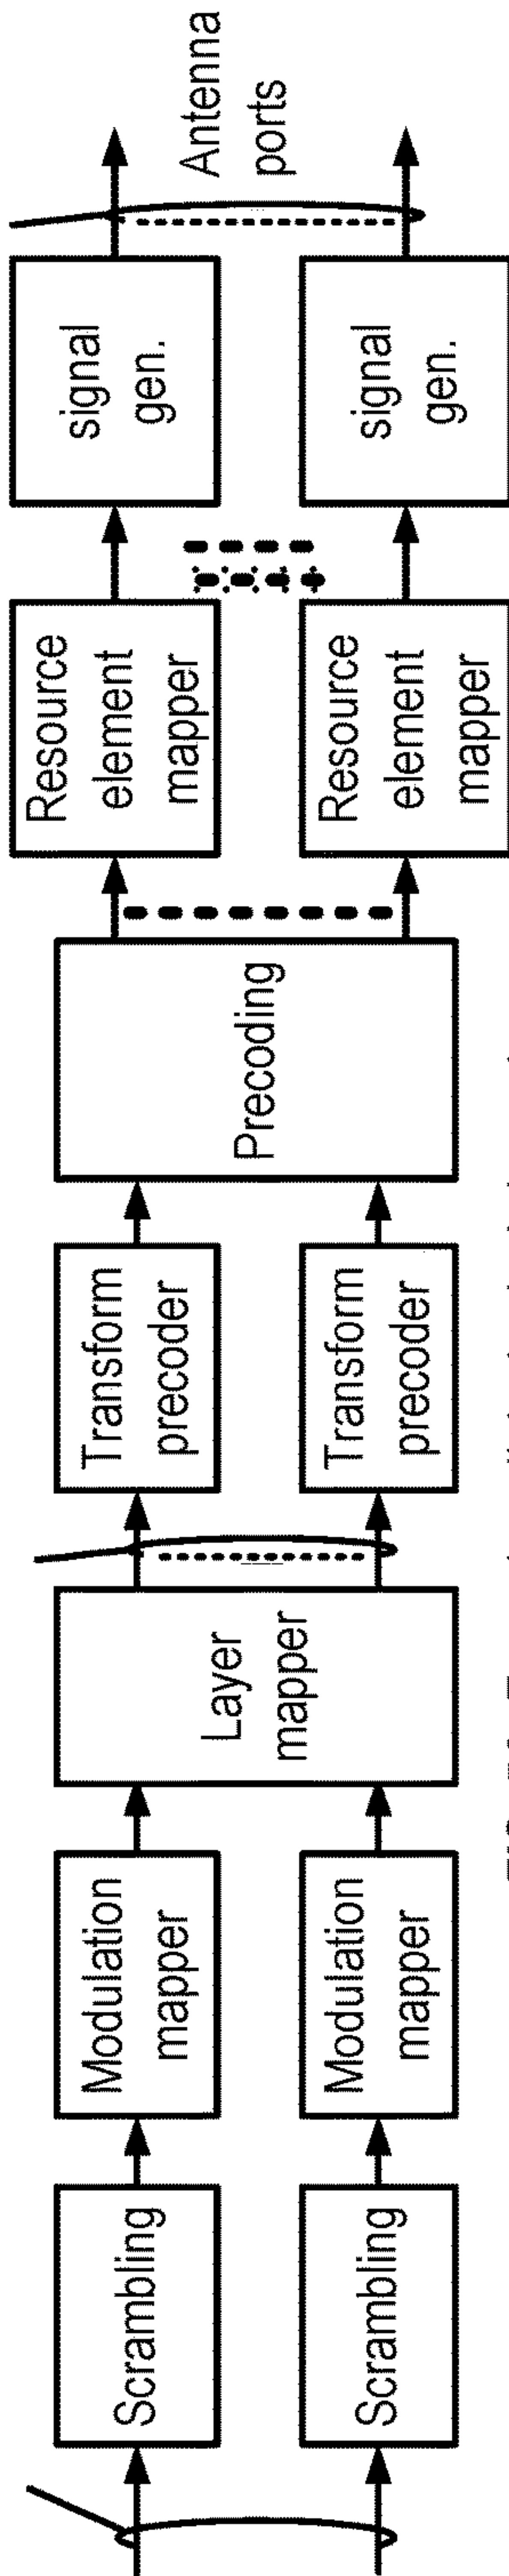 Scrambling
Modulation
mapper
Layer
mapper
Transform
precoder
Precoding
Resource
element
mapper
signal
gen.
Antenna
ports
Scrambling
Modulation
mapper
Transform
precoder
Resource
element
mapper
signal
gen.